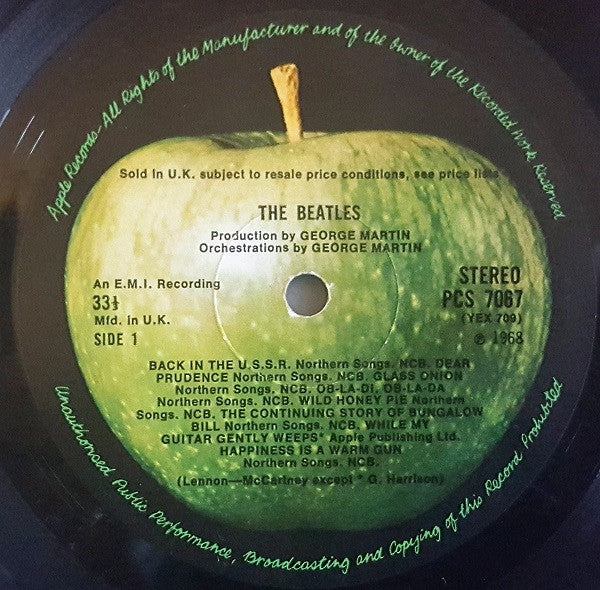 Apple Records-All Rights of the Manufacturer and of the Owner of the Recorded Work Reserved
Sold In U.K. subject to resale price conditions, see price lists
THE BEATLES
Production by GEORGE MARTIN
Orchestrations by GEORGE MARTIN
An E.M.I. Recording
33⅓
Mfd. in U.K.
SIDE 1
STEREO
PCS 7067
(YEX 709)
℗ 1968
BACK IN THE U.S.S.R. Northern Songs. NCB. DEAR
PRUDENCE Northern Songs. NCB. GLASS ONION
Northern Songs. NCB. OB-LA-DI, OB-LA-DA
Northern Songs. NCB. WILD HONEY PIE Northern
Songs. NCB. THE CONTINUING STORY OF BUNGALOW
BILL Northern Songs. NCB. WHILE MY
GUITAR GENTLY WEEPS* Apple Publishing Ltd.
HAPPINESS IS A WARM GUN
Northern Songs. NCB.
(Lennon—McCartney except * G. Harrison)
Unauthorised Public Performance, Broadcasting and Copying of this Record Prohibited